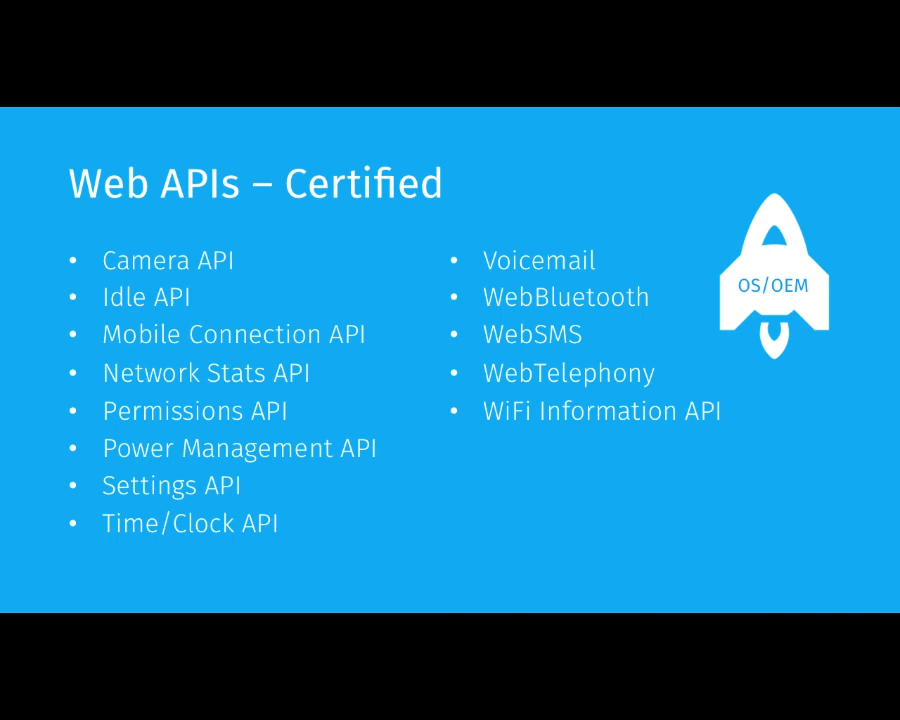 Web APIs – Certified
• Camera API
• Idle API
• Mobile Connection API
• Network Stats API
• Permissions API
• Power Management API
• Settings API
• Time/Clock API
• Voicemail
• WebBluetooth
• WebSMS
• WebTelephony
• WiFi Information API
OS/OEM